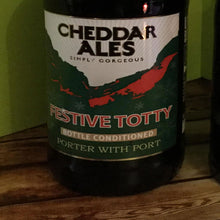 CHEDDAR
ALES
SIMPLY GORGEOUS
FESTIVE TOTTY
BOTTLE CONDITIONED
PORTER WITH PORT